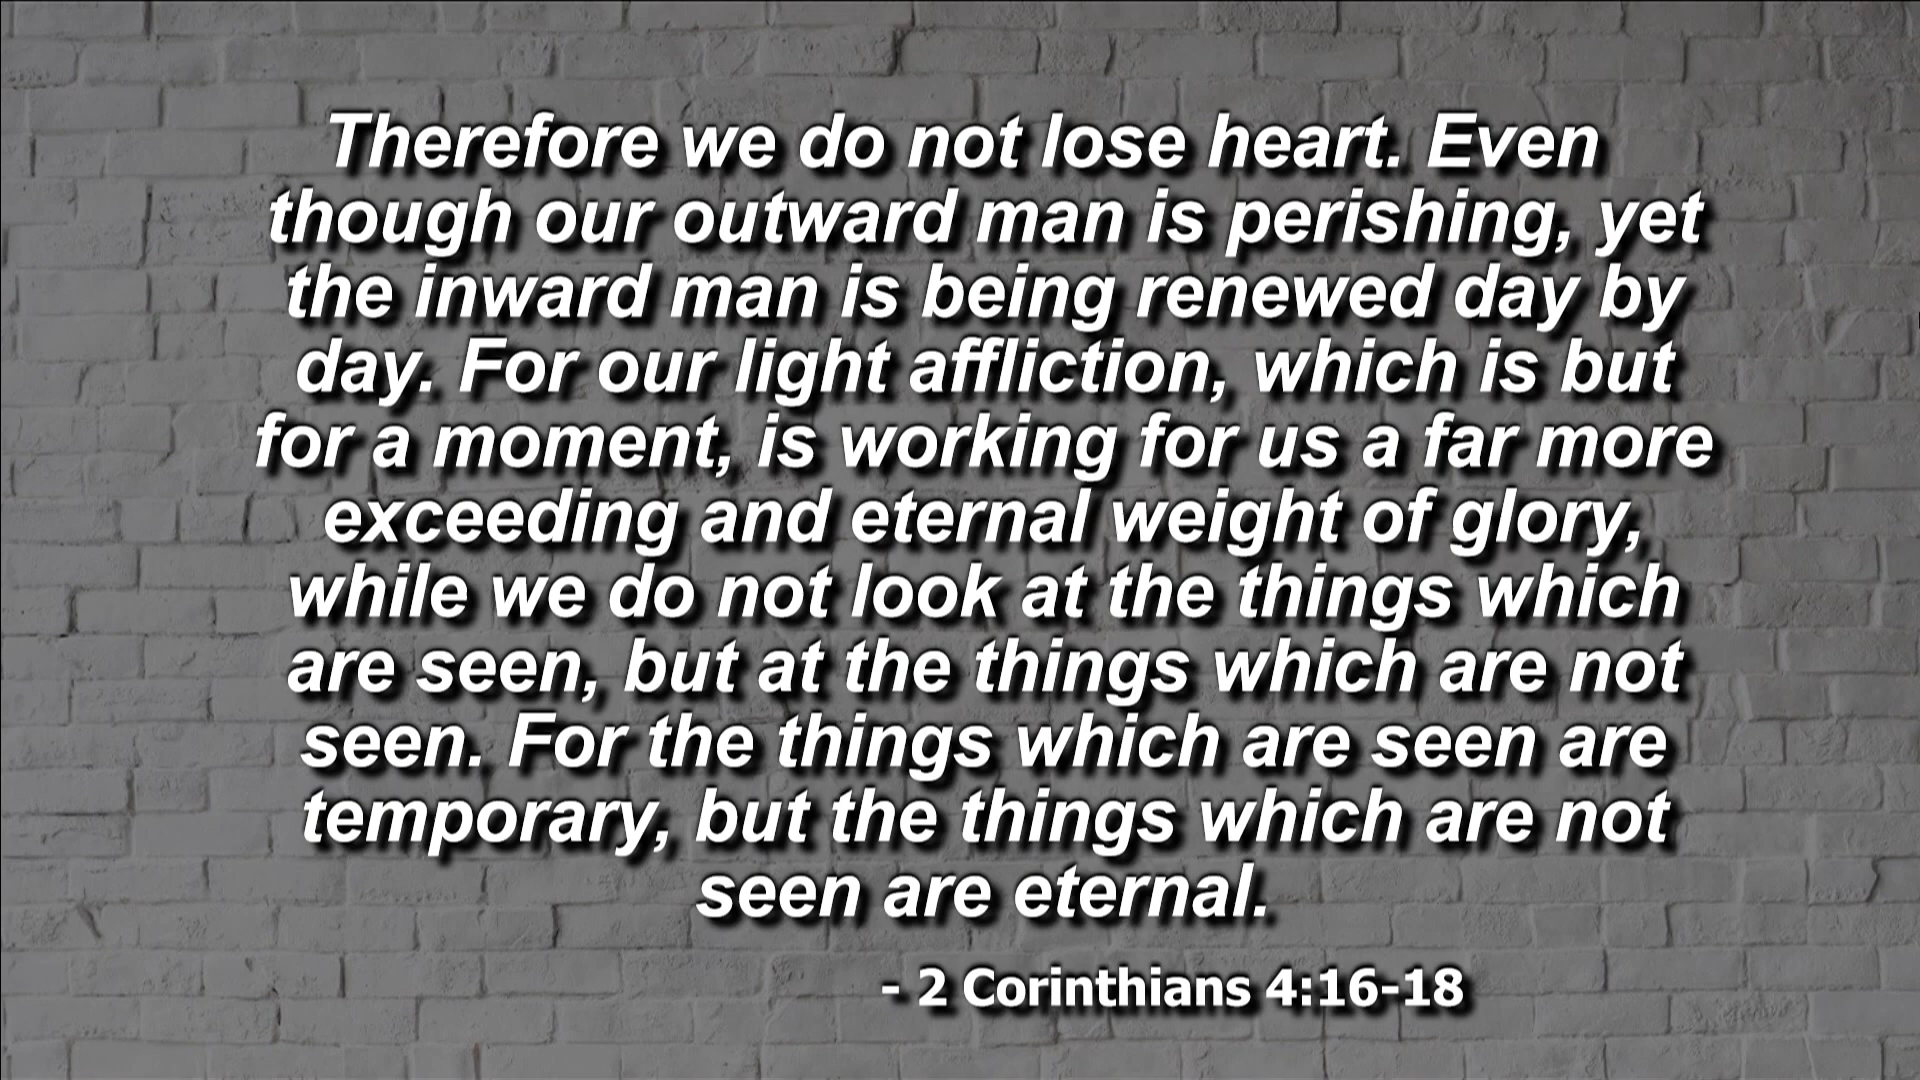 Therefore we do not lose heart. Even
though our outward man is perishing, yet
the inward man is being renewed day by
day. For our light affliction, which is but
for a moment, is working for us a far more
exceeding and eternal weight of glory,
while we do not look at the things which
are seen, but at the things which are not
seen. For the things which are seen are
temporary, but the things which are not
seen are eternal.
- 2 Corinthians 4:16-18